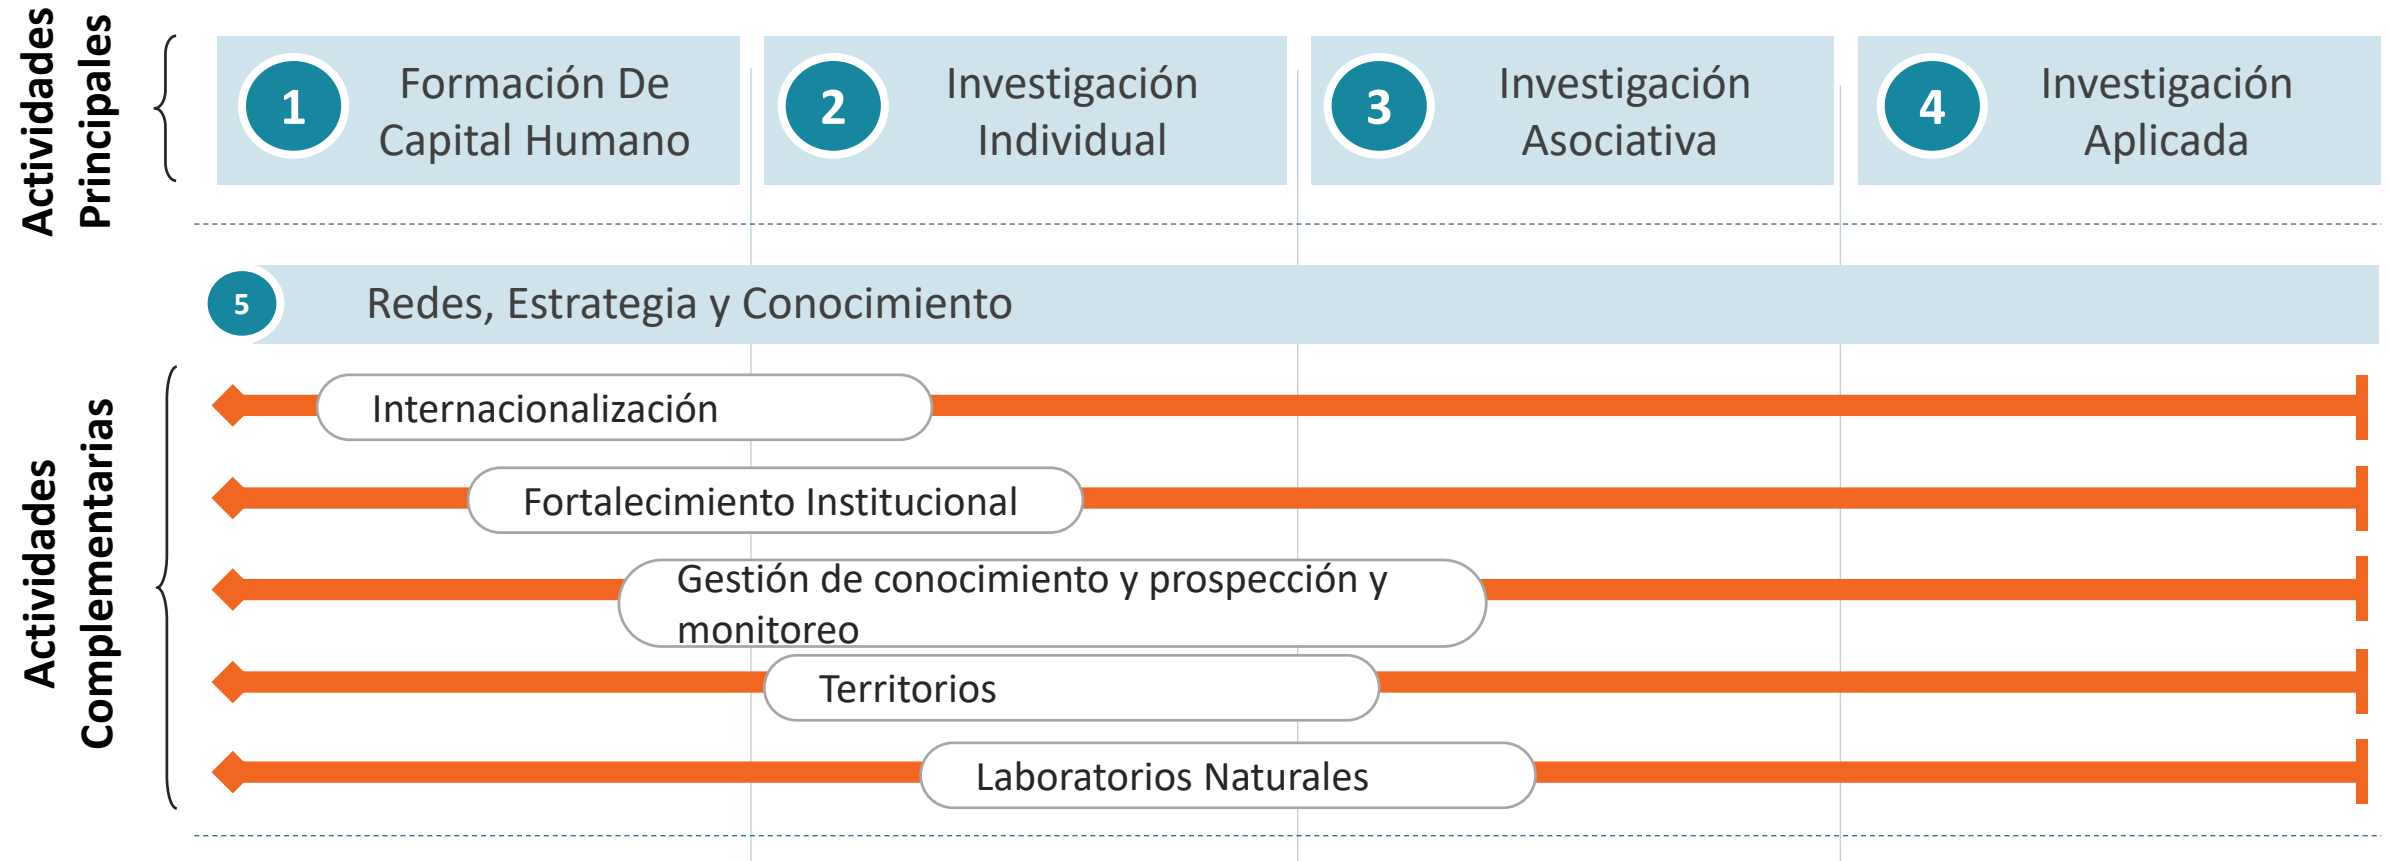 Actividades
Principales
1
Formación De
Capital Humano
2
Investigación
Individual
3
Investigación
Asociativa
4
Investigación
Aplicada
5
Redes, Estrategia y Conocimiento
Actividades
Complementarias
Internacionalización
Fortalecimiento Institucional
Gestión de conocimiento y prospección y
monitoreo
Territorios
Laboratorios Naturales